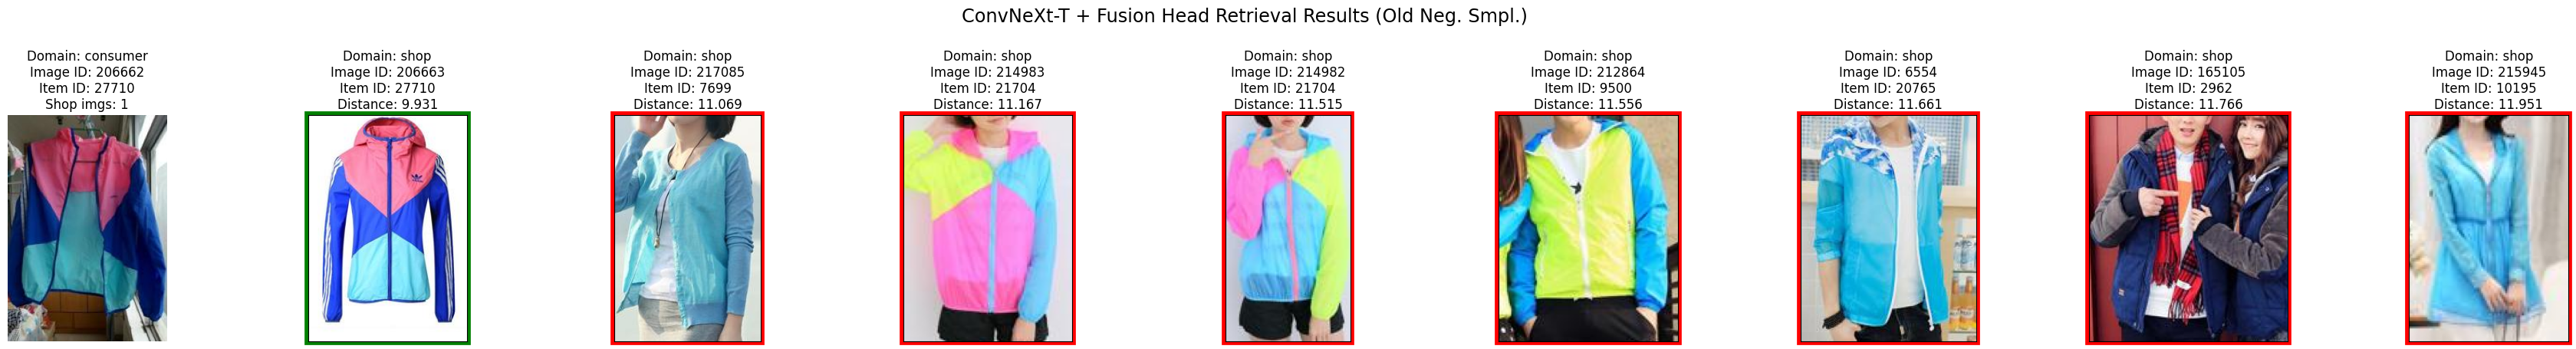 ConvNeXt-T + Fusion Head Retrieval Results (Old Neg. Smpl.)
Domain: consumer
Image ID: 206662
Item ID: 27710
Shop imgs: 1
Domain: shop
Image ID: 206663
Item ID: 27710
Distance: 9.931
Domain: shop
Image ID: 217085
Item ID: 7699
Distance: 11.069
Domain: shop
Image ID: 214983
Item ID: 21704
Distance: 11.167
Domain: shop
Image ID: 214982
Item ID: 21704
Distance: 11.515
Domain: shop
Image ID: 212864
Item ID: 9500
Distance: 11.556
Domain: shop
Image ID: 6554
Item ID: 20765
Distance: 11.661
Domain: shop
Image ID: 165105
Item ID: 2962
Distance: 11.766
Domain: shop
Image ID: 215945
Item ID: 10195
Distance: 11.951